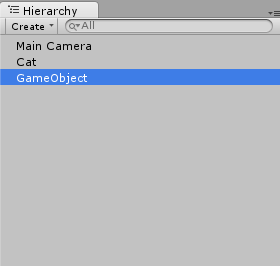 Hierarchy
Create All
Main Camera
Cat
GameObject